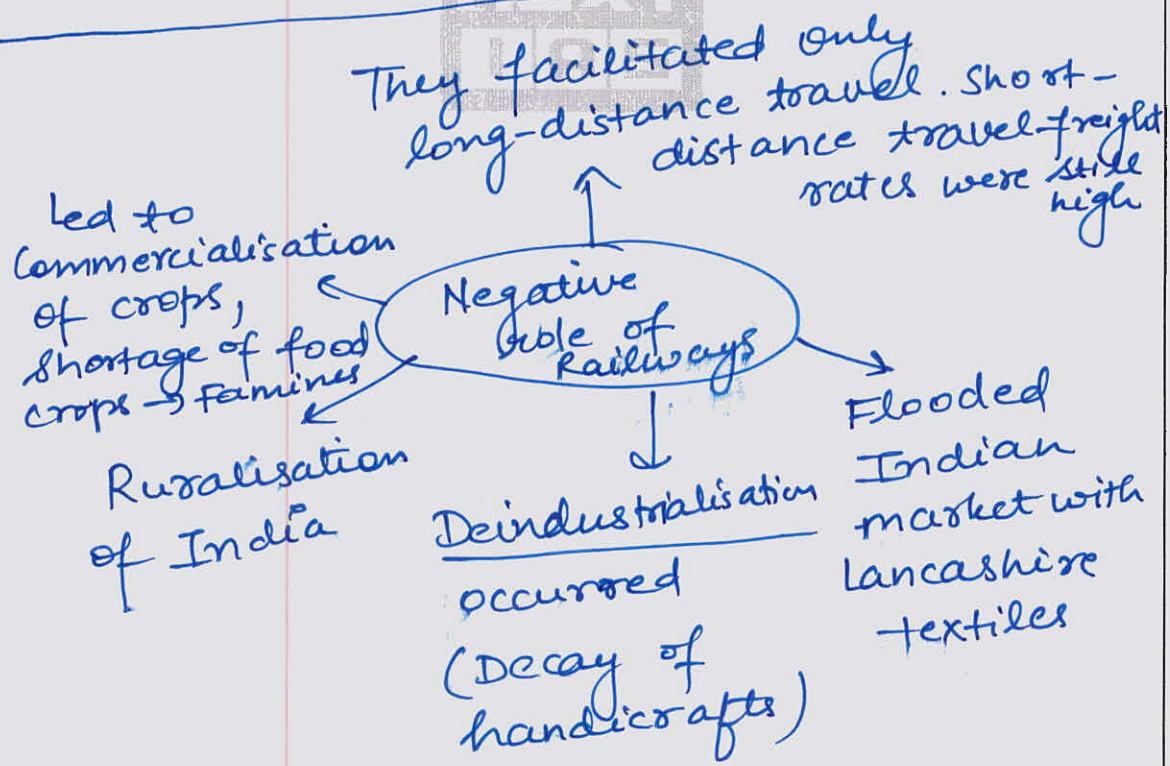 They facilitated only
long-distance travel. Short-
distance travel freight
rates were still
high
Led to
Commercialisation
of crops,
Shortage of food
crops → Famines
Negative
Role of
Railways
Ruralisation
of India
Deindustrialisation
occurred
(Decay of
handicrafts)
Flooded
Indian
market with
Lancashire
textiles